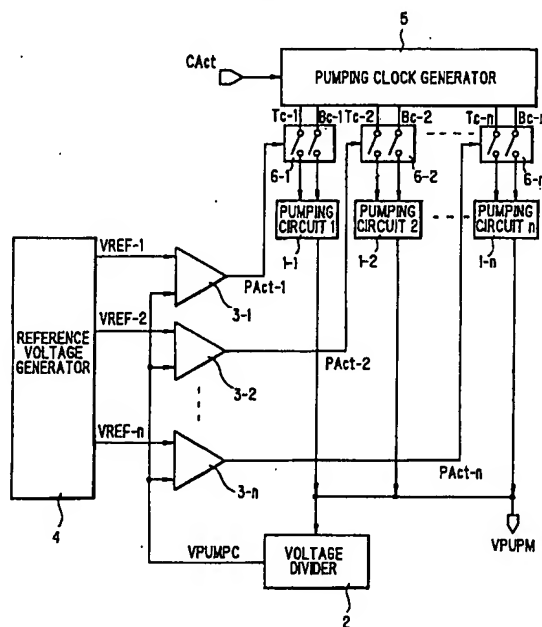 5
CAct
PUMPING CLOCK GENERATOR
Tc-1 Bc-1 Tc-2 Bc-2 Tc-n Bc-n
6-1 6-2 6-n
PUMPING CIRCUIT 1
PUMPING CIRCUIT 2
PUMPING CIRCUIT n
1-1 1-2 1-n
VREF-1
PAct-1
3-1
REFERENCE VOLTAGE GENERATOR
VREF-2
PAct-2
3-2
VREF-n
PAct-n
3-n
4
VPUMPC
VOLTAGE DIVIDER
VPUPM
2